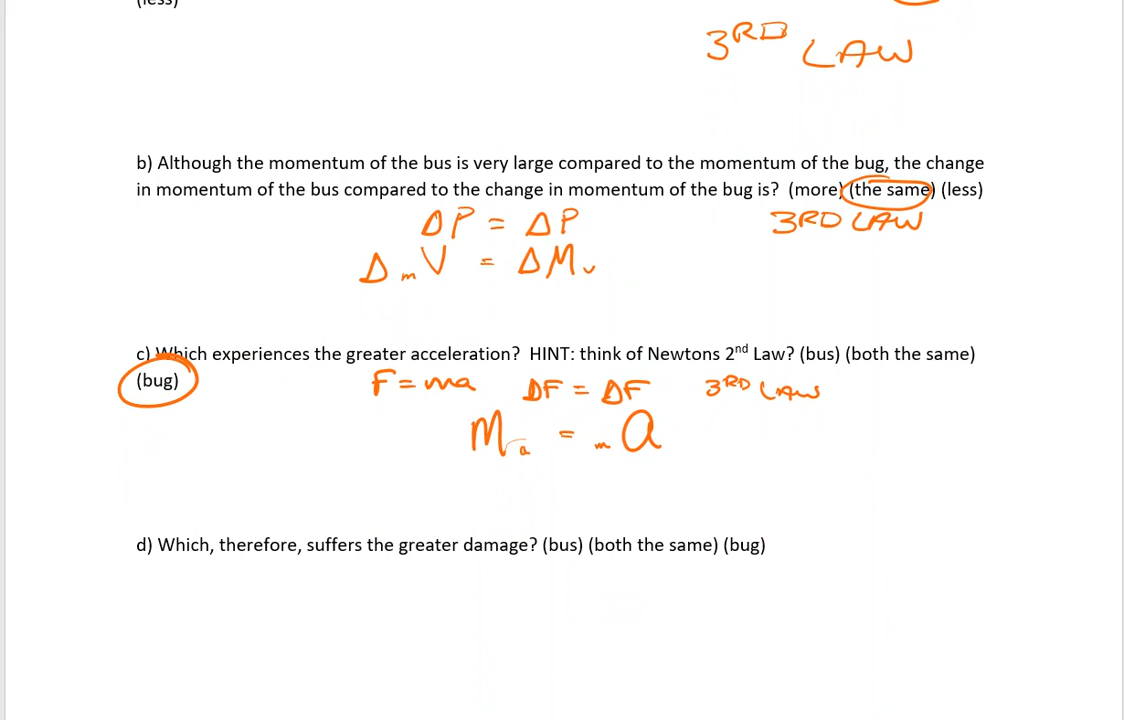 (less)
3RD LAW
b) Although the momentum of the bus is very large compared to the momentum of the bug, the change
in momentum of the bus compared to the change in momentum of the bug is? (more) (the same) (less)
ΔP = ΔP
3RD LAW
ΔmV = ΔMv
c) Which experiences the greater acceleration? HINT: think of Newtons 2nd Law? (bus) (both the same)
(bug)
F = ma ΔF = ΔF 3RD LAW
Ma = mA
d) Which, therefore, suffers the greater damage? (bus) (both the same) (bug)